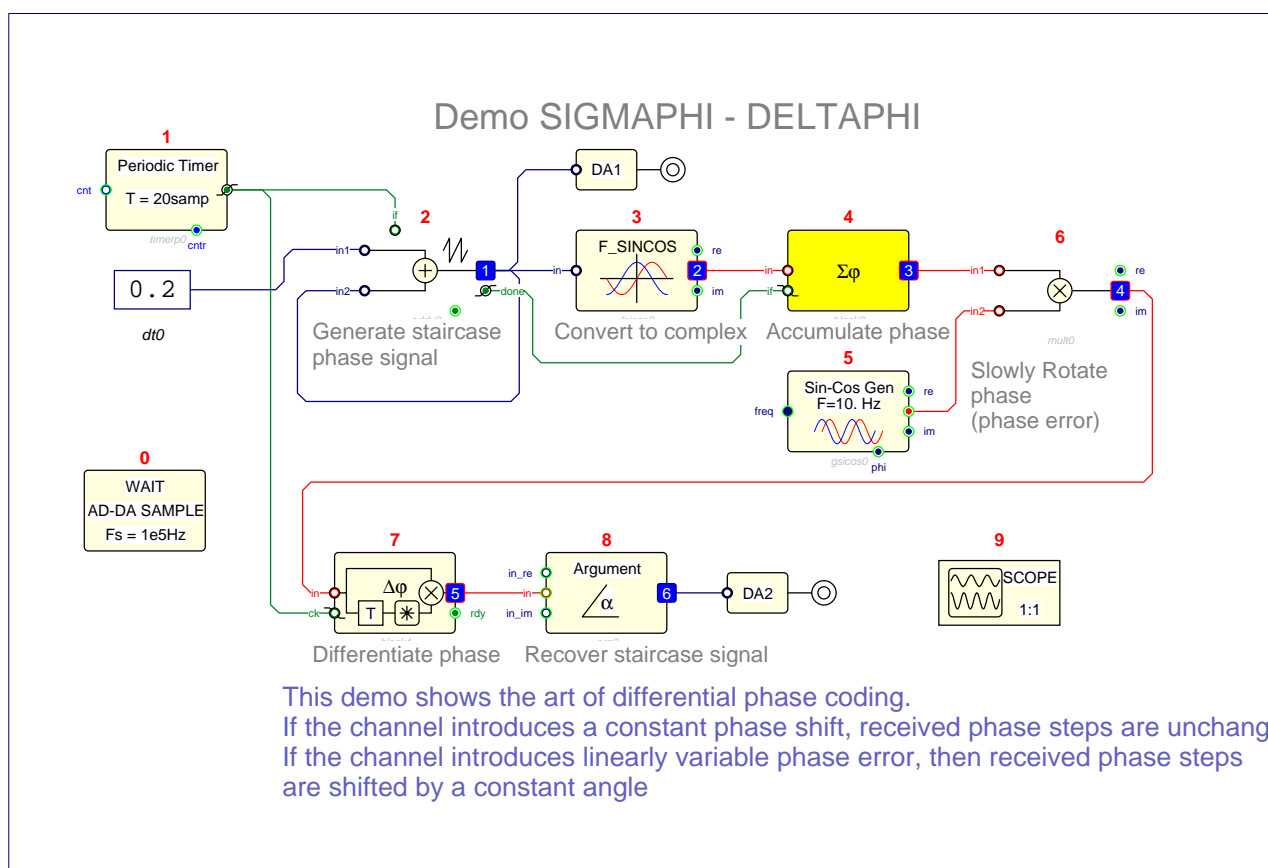 Demo SIGMAPHI - DELTAPHI
1
Periodic Timer
T = 20samp
cnt
timerp0
cntr
0.2
dt0
if
2
in1
in2
1
done
Generate staircase
phase signal
DA1
3
F_SINCOS
in
re
2
im
Convert to complex
4
Σφ
in
if
3
Accumulate phase
5
Sin-Cos Gen
F=10. Hz
freq
re
im
gsicos0
phi
6
in1
in2
re
4
im
mult0
Slowly Rotate
phase
(phase error)
0
WAIT
AD-DA SAMPLE
Fs = 1e5Hz
7
in
ck
Δφ
T
5
rdy
Differentiate phase
8
Argument
in_re
in
in_im
α
6
Recover staircase signal
DA2
9
SCOPE
1:1
This demo shows the art of differential phase coding.
If the channel introduces a constant phase shift, received phase steps are unchang
If the channel introduces linearly variable phase error, then received phase steps
are shifted by a constant angle